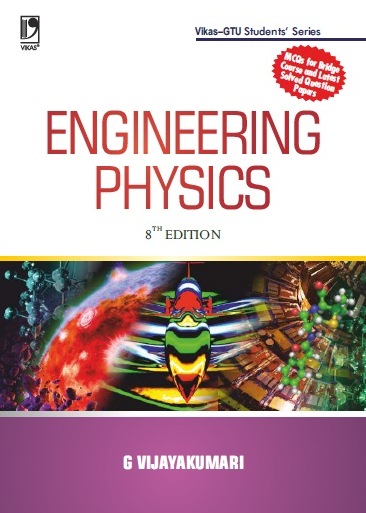 VIKAS®
Vikas–GTU Students' Series
MCQs for Bridge
Course and Latest
Solved Question
Papers
ENGINEERING
PHYSICS
8TH EDITION
G VIJAYAKUMARI